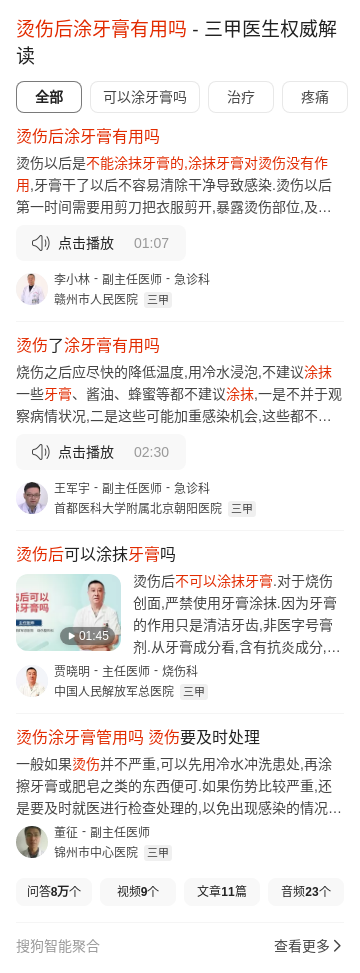 烫伤后涂牙膏有用吗 - 三甲医生权威解
读
全部 可以涂牙膏吗 治疗 疼痛
烫伤后涂牙膏有用吗
烫伤以后是不能涂抹牙膏的,涂抹牙膏对烫伤没有作
用,牙膏干了以后不容易清除干净导致感染.烫伤以后
第一时间需要用剪刀把衣服剪开,暴露烫伤部位,及…
点击播放 01:07
李小林 - 副主任医师 - 急诊科
赣州市人民医院 三甲
烫伤了涂牙膏有用吗
烧伤之后应尽快的降低温度,用冷水浸泡,不建议涂抹
一些牙膏、酱油、蜂蜜等都不建议涂抹,一是不并于观
察病情状况,二是这些可能加重感染机会,这些都不…
点击播放 02:30
王军宇 - 副主任医师 - 急诊科
首都医科大学附属北京朝阳医院 三甲
烫伤后可以涂抹牙膏吗
01:45
烫伤后不可以涂抹牙膏.对于烧伤
创面,严禁使用牙膏涂抹.因为牙膏
的作用只是清洁牙齿,非医字号膏
剂.从牙膏成分看,含有抗炎成分,…
贾晓明 - 主任医师 - 烧伤科
中国人民解放军总医院 三甲
烫伤涂牙膏管用吗 烫伤要及时处理
一般如果烫伤并不严重,可以先用冷水冲洗患处,再涂
擦牙膏或肥皂之类的东西便可.如果伤势比较严重,还
是要及时就医进行检查处理的,以免出现感染的情况…
董征 - 副主任医师
锦州市中心医院 三甲
问答8万个 视频9个 文章11篇 音频23个
搜狗智能聚合 查看更多